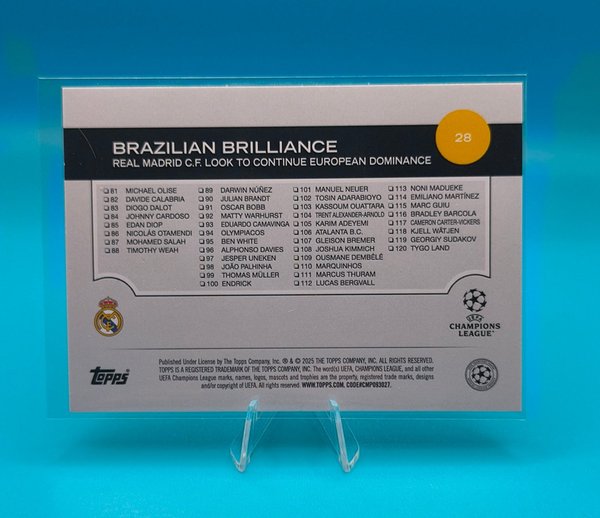 28
BRAZILIAN BRILLIANCE
REAL MADRID C.F. LOOK TO CONTINUE EUROPEAN DOMINANCE
81 MICHAEL OLISE
82 DAVIDE CALABRIA
83 DIOGO DALOT
84 JOHNNY CARDOSO
85 EDAN DIOP
86 NICOLÁS OTAMENDI
87 MOHAMED SALAH
88 TIMOTHY WEAH
89 DARWIN NÚÑEZ
90 JULIAN BRANDT
91 OSCAR BOBB
92 MATTY WARHURST
93 EDUARDO CAMAVINGA
94 OLYMPIACOS
95 BEN WHITE
96 ALPHONSO DAVIES
97 JESPER UNEKEN
98 JOÃO PALHINHA
99 THOMAS MÜLLER
100 ENDRICK
101 MANUEL NEUER
102 TOSIN ADARABIOYO
103 KASSOUM OUATTARA
104 TRENT ALEXANDER-ARNOLD
105 KARIM ADEYEMI
106 ATALANTA B.C.
107 GLEISON BREMER
108 JOSHUA KIMMICH
109 OUSMANE DEMBÉLÉ
110 MARQUINHOS
111 MARCUS THURAM
112 LUCAS BERGVALL
113 NONI MADUEKE
114 EMILIANO MARTÍNEZ
115 MARC GUIU
116 BRADLEY BARCOLA
117 CAMERON CARTER-VICKERS
118 KJELL WÄTJEN
119 GEORGIY SUDAKOV
120 TYGO LAND
UEFA
CHAMPIONS
LEAGUE
Topps
Published Under License by The Topps Company, Inc. ® & © 2025 THE TOPPS COMPANY, INC. ALL RIGHTS RESERVED.
TOPPS IS A REGISTERED TRADEMARK OF THE TOPPS COMPANY, INC. The word(s) UEFA, CHAMPIONS LEAGUE, and all other
UEFA Champions League marks, names, logos, mascots and trophies are the property, registered trade marks, designs
and/or copyright of UEFA. All rights reserved. WWW.TOPPS.COM. CODE#CMP093027.